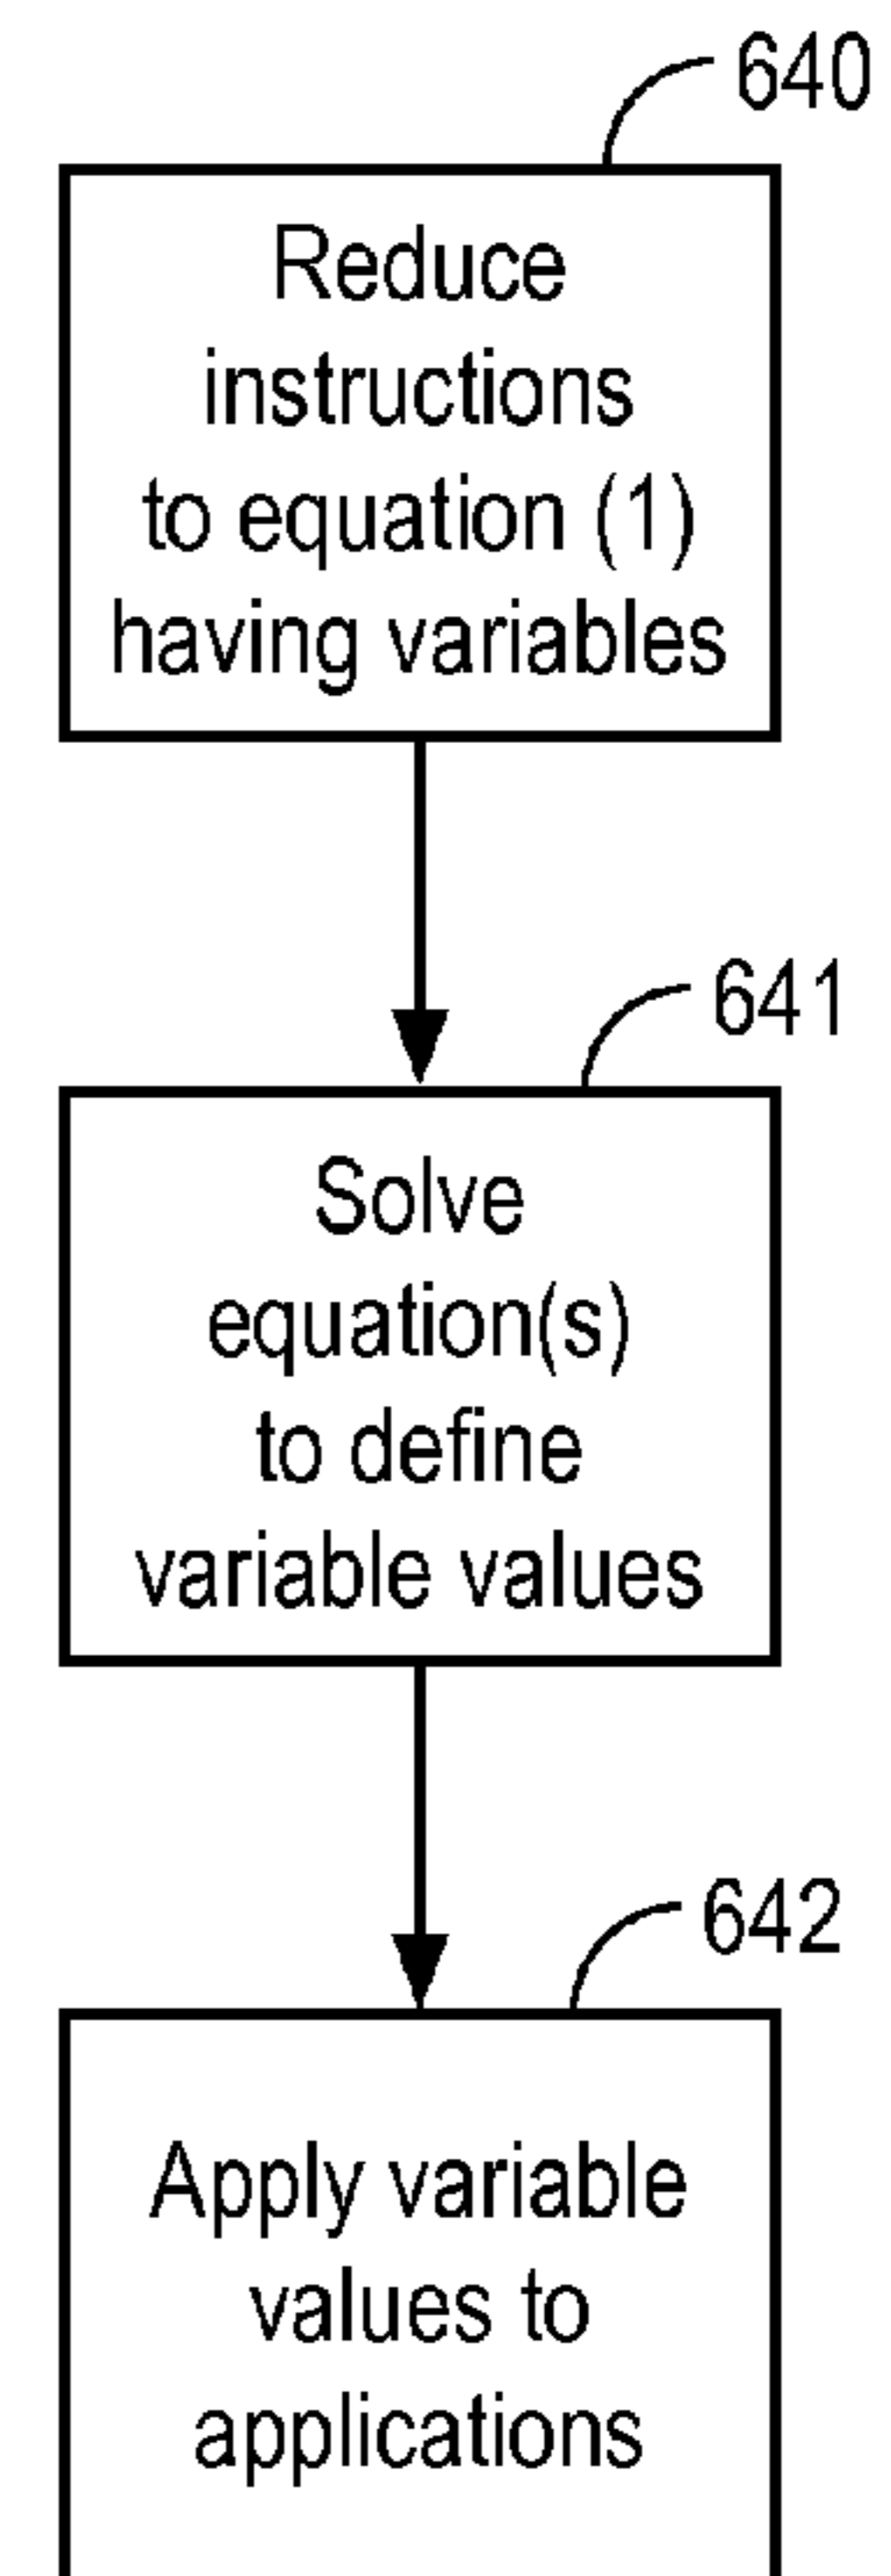 640
Reduce
instructions
to equation (1)
having variables
641
Solve
equation(s)
to define
variable values
642
Apply variable
values to
applications